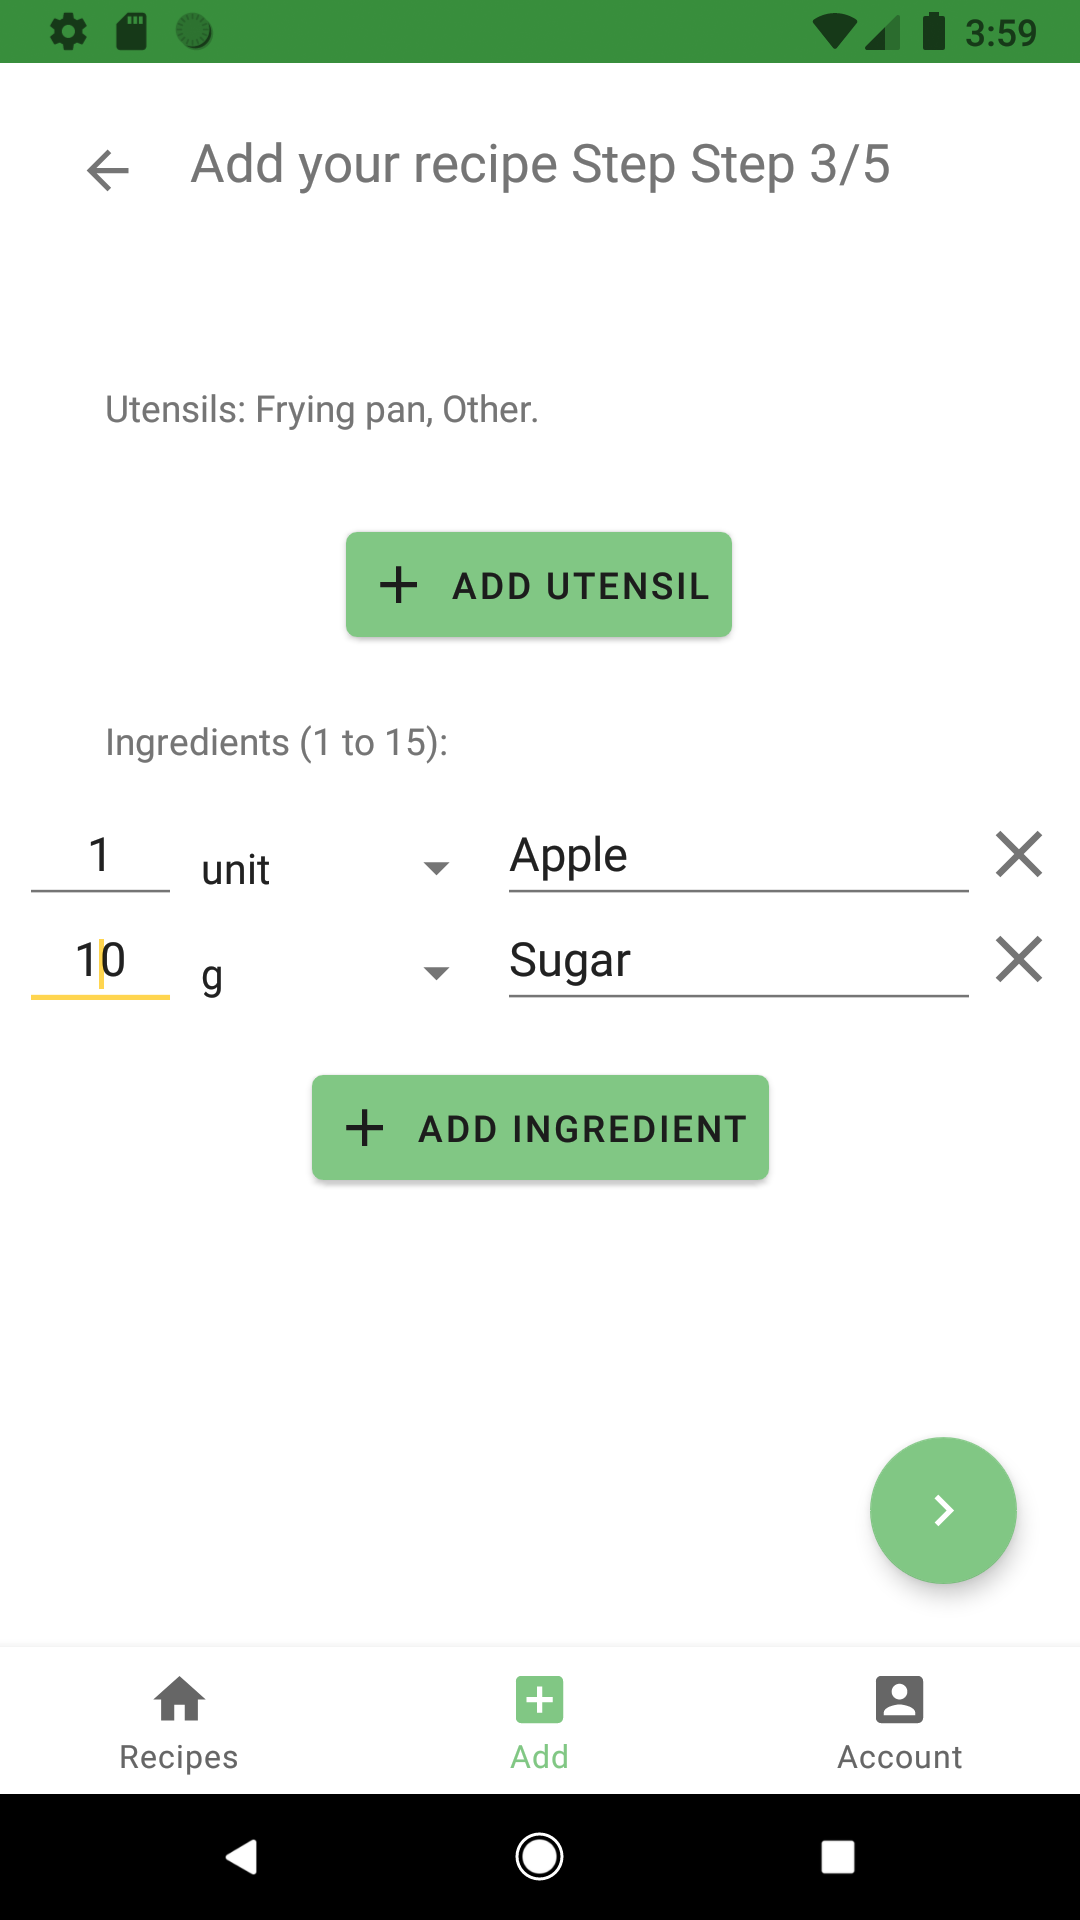 3:59
Add your recipe Step Step 3/5
Utensils: Frying pan, Other.
ADD UTENSIL
Ingredients (1 to 15):
1 unit Apple
10 g Sugar
ADD INGREDIENT
Recipes Add Account